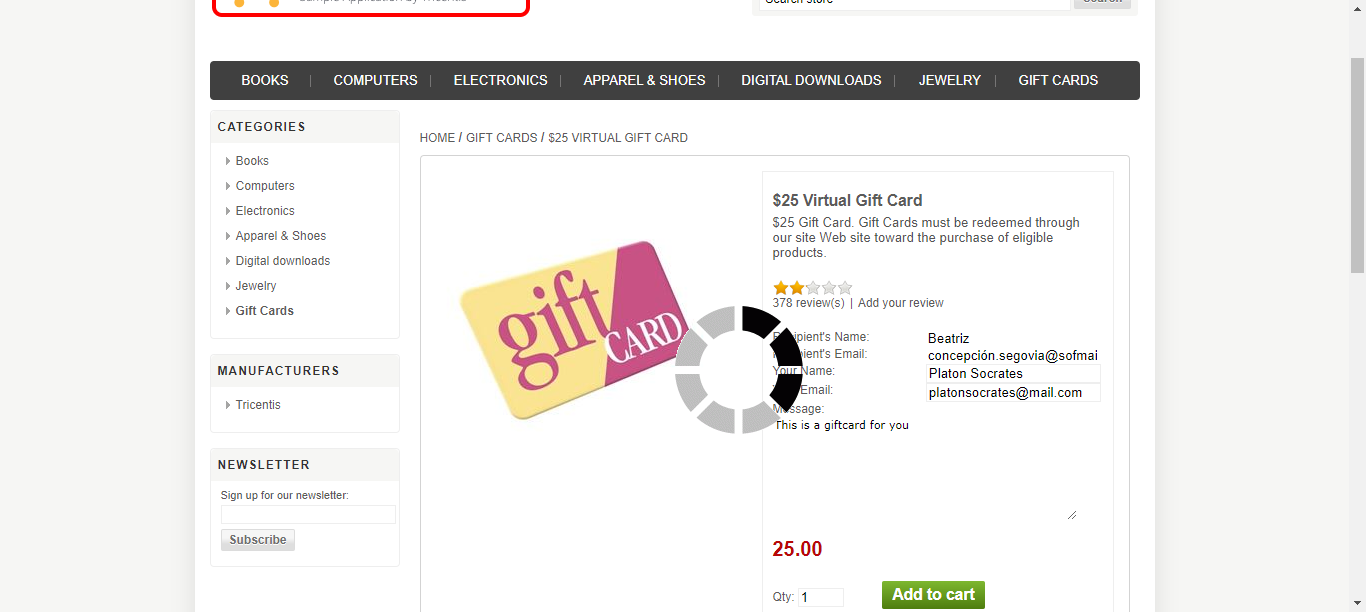 Sample Application by Tricentis
Search store
Search
BOOKS
COMPUTERS
ELECTRONICS
APPAREL & SHOES
DIGITAL DOWNLOADS
JEWELRY
GIFT CARDS
CATEGORIES
Books
Computers
Electronics
Apparel & Shoes
Digital downloads
Jewelry
Gift Cards
MANUFACTURERS
Tricentis
NEWSLETTER
Sign up for our newsletter:
Subscribe
HOME / GIFT CARDS / $25 VIRTUAL GIFT CARD
gift
CARD
$25 Virtual Gift Card
$25 Gift Card. Gift Cards must be redeemed through
our site Web site toward the purchase of eligible
products.
378 review(s) | Add your review
Recipient's Name: Beatriz
Recipient's Email: concepción.segovia@sofmai
Your Name: Platon Socrates
Your Email: platonsocrates@mail.com
Message:
This is a giftcard for you
25.00
Qty: 1
Add to cart